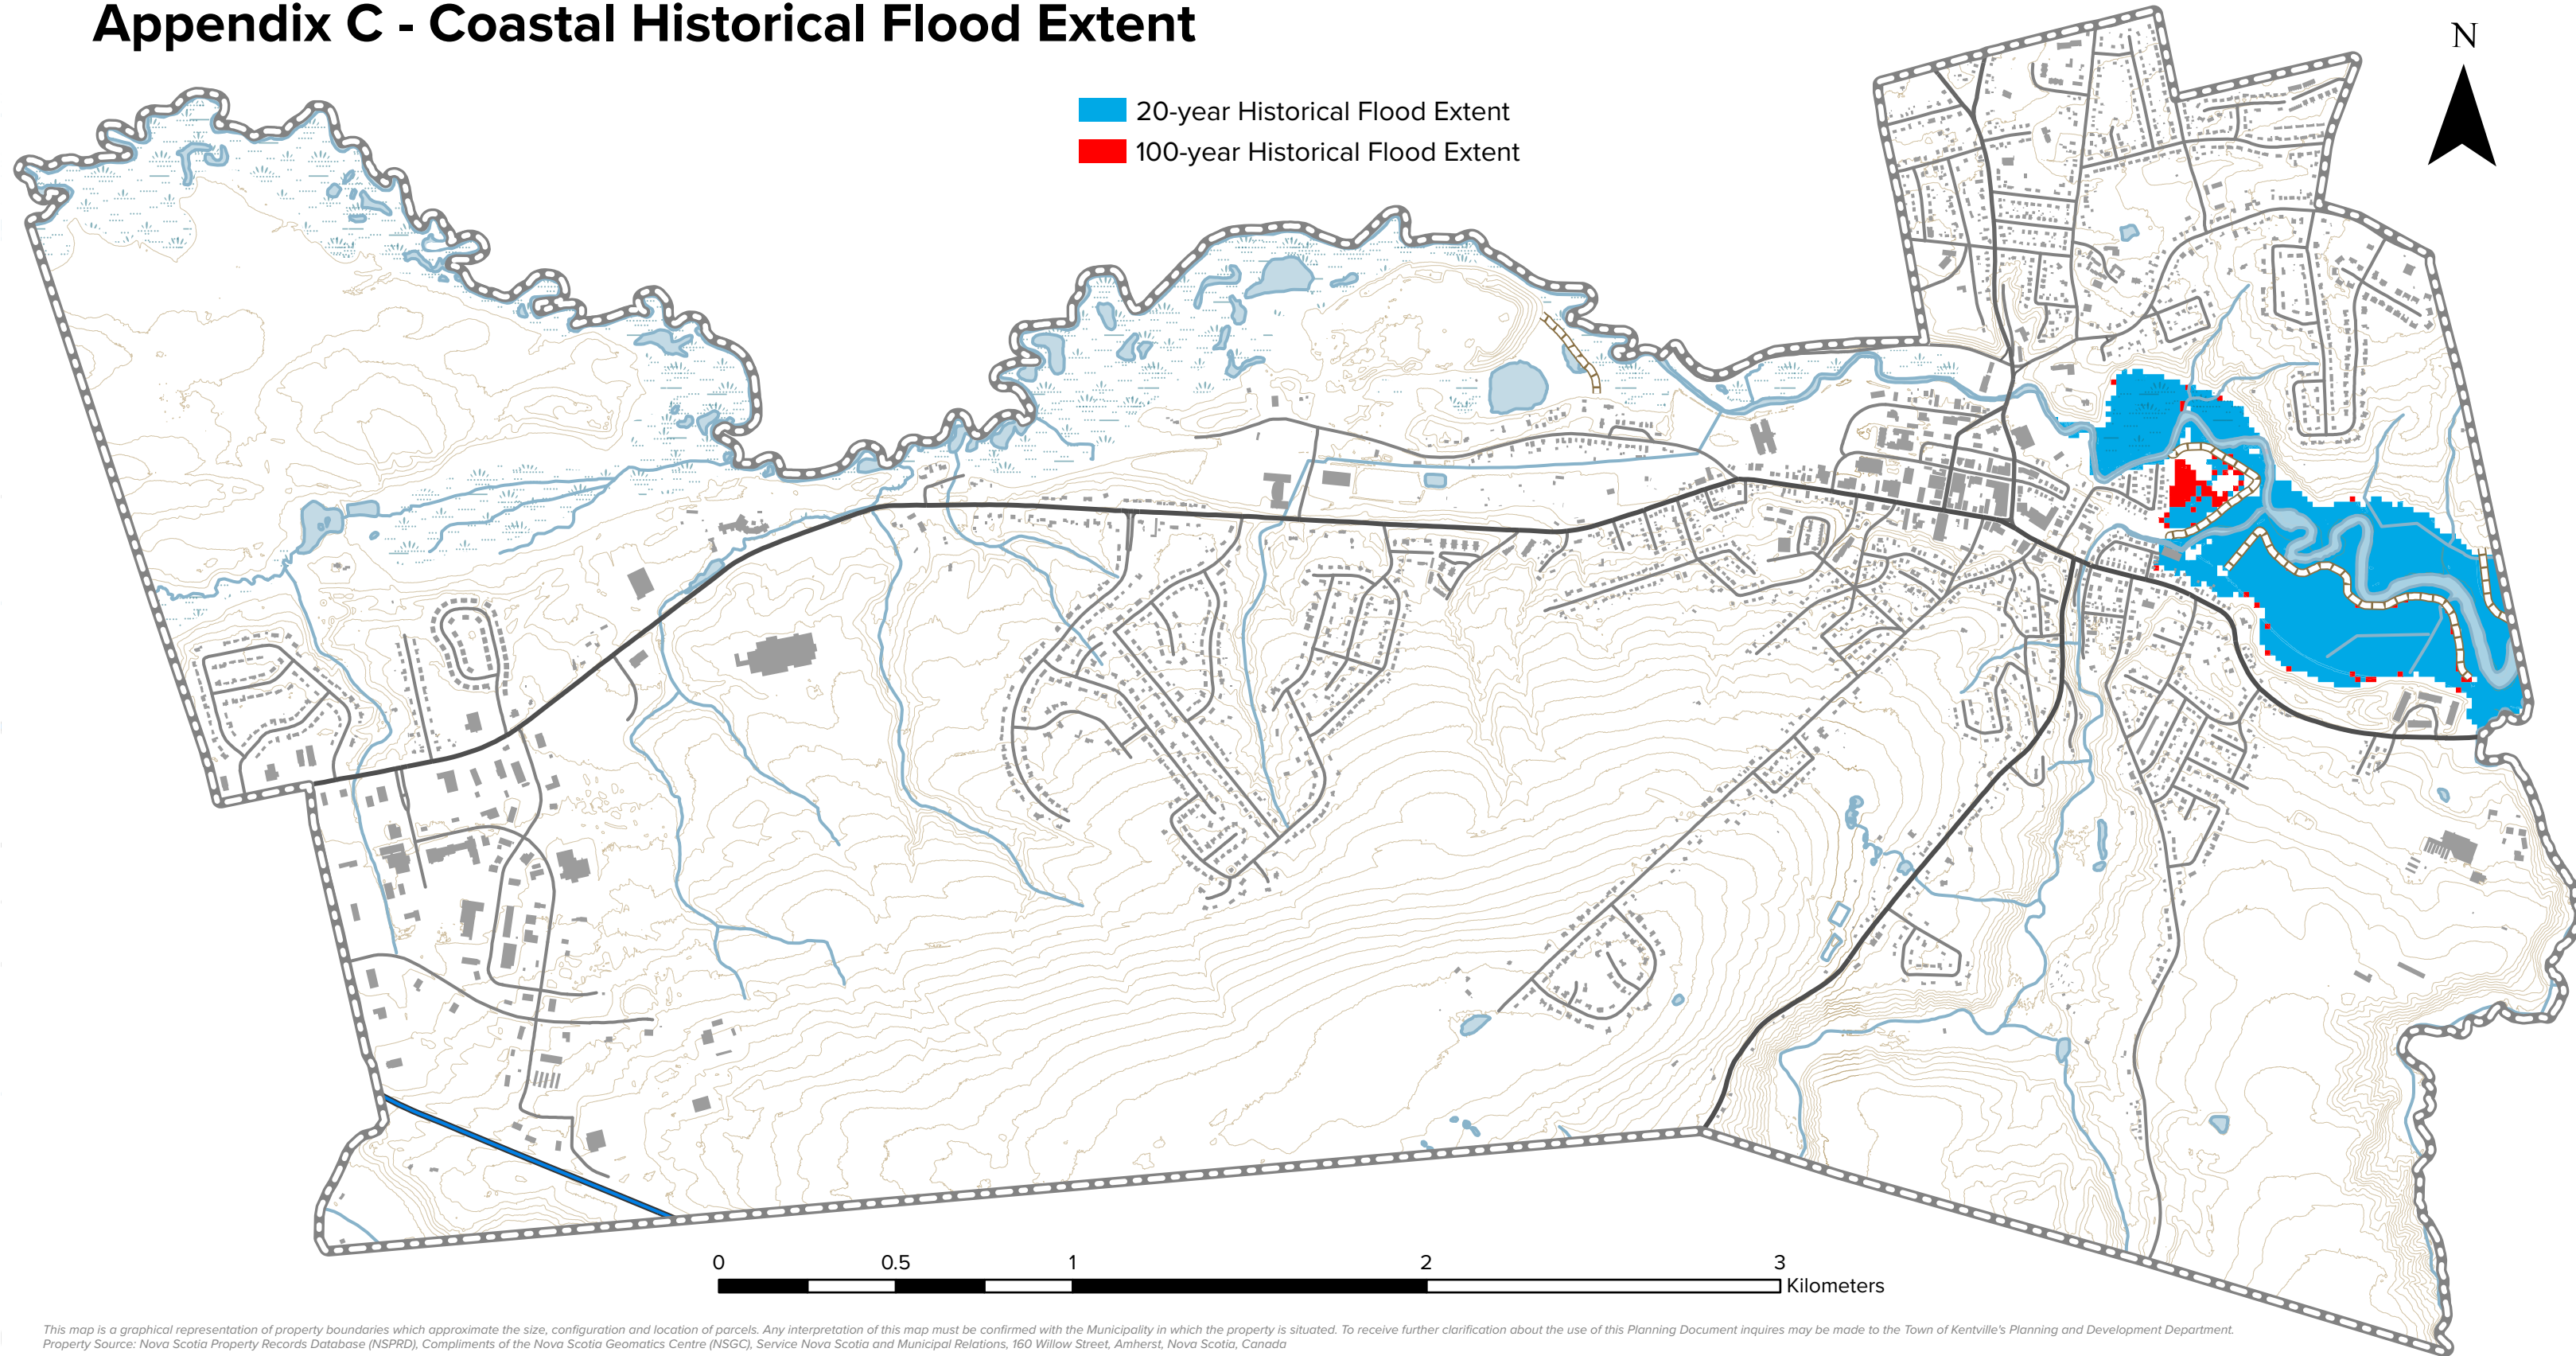 Appendix C - Coastal Historical Flood Extent
N
20-year Historical Flood Extent
100-year Historical Flood Extent
0 0.5 1 2 3
Kilometers
This map is a graphical representation of property boundaries which approximate the size, configuration and location of parcels. Any interpretation of this map must be confirmed with the Municipality in which the property is situated. To receive further clarification about the use of this Planning Document inquires may be made to the Town of Kentville's Planning and Development Department.
Property Source: Nova Scotia Property Records Database (NSPRD), Compliments of the Nova Scotia Geomatics Centre (NSGC), Service Nova Scotia and Municipal Relations, 160 Willow Street, Amherst, Nova Scotia, Canada